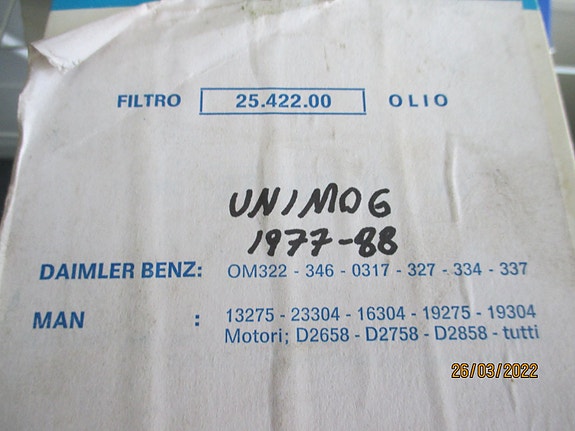 FILTRO 25.422.00 OLIO
UNIMOG
1977-88
DAIMLER BENZ: OM322 - 346 - 0317 - 327 - 334 - 337
MAN : 13275 - 23304 - 16304 - 19275 - 19304
Motori; D2658 - D2758 - D2858 - tutti
26/03/2022